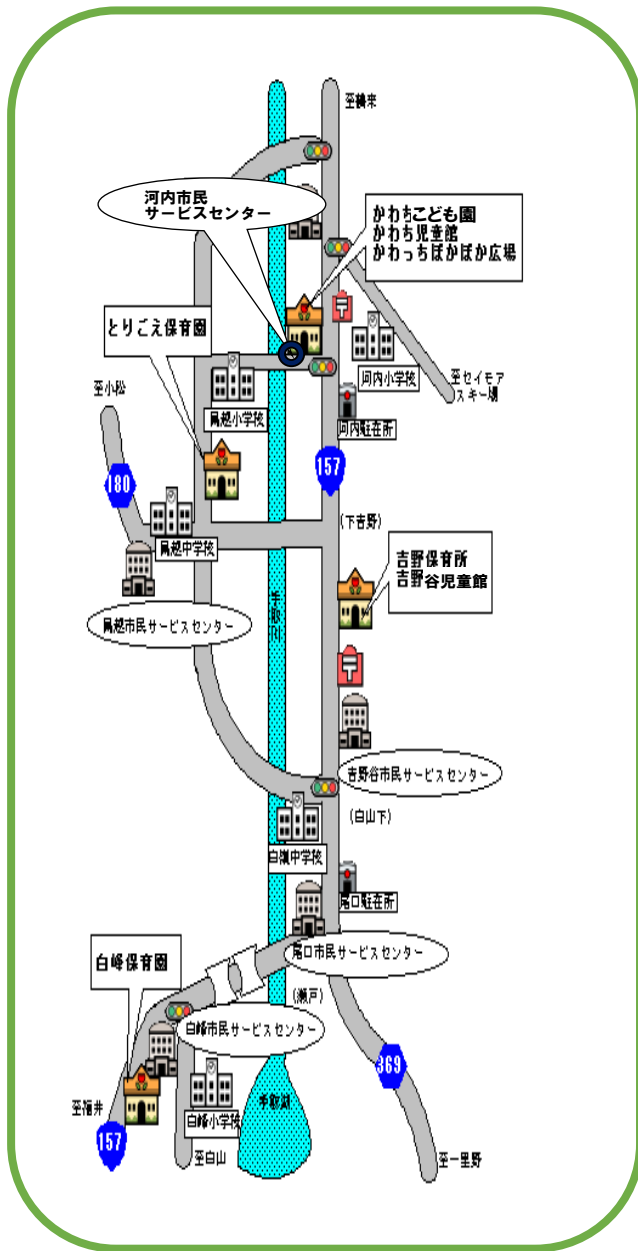 至鶴来
河内市民
サービスセンター
かわちこども園
かわち児童館
かわっちぽかぽか広場
とりごえ保育園
河内小学校
至セイモア
スキー場
至小松
鳥越小学校
河内駐在所
157
180
(下吉野)
鳥越中学校
吉野保育所
吉野谷児童館
手取川
鳥越市民サービスセンター
吉野谷市民サービスセンター
(白山下)
白嶺中学校
尾口駐在所
白峰保育園
尾口市民サービスセンター
(瀬戸)
白峰市民サービスセンター
369
手取湖
至福井
白峰小学校
157
至白山
至一里野